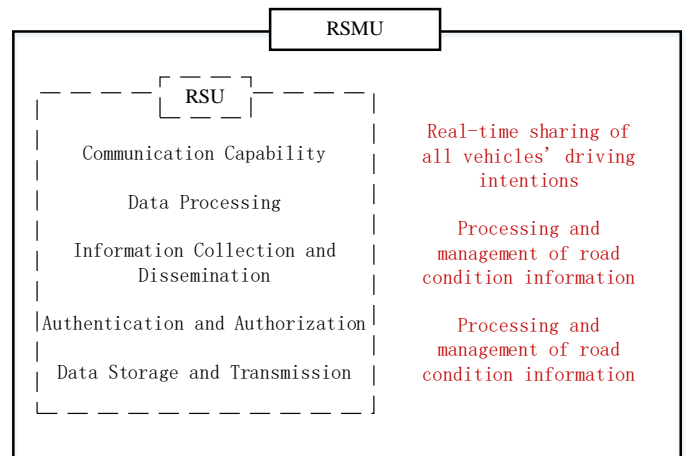 RSMU
RSU
Communication Capability
Data Processing
Information Collection and
Dissemination
Authentication and Authorization
Data Storage and Transmission
Real-time sharing of
all vehicles' driving
intentions
Processing and
management of road
condition information
Processing and
management of road
condition information